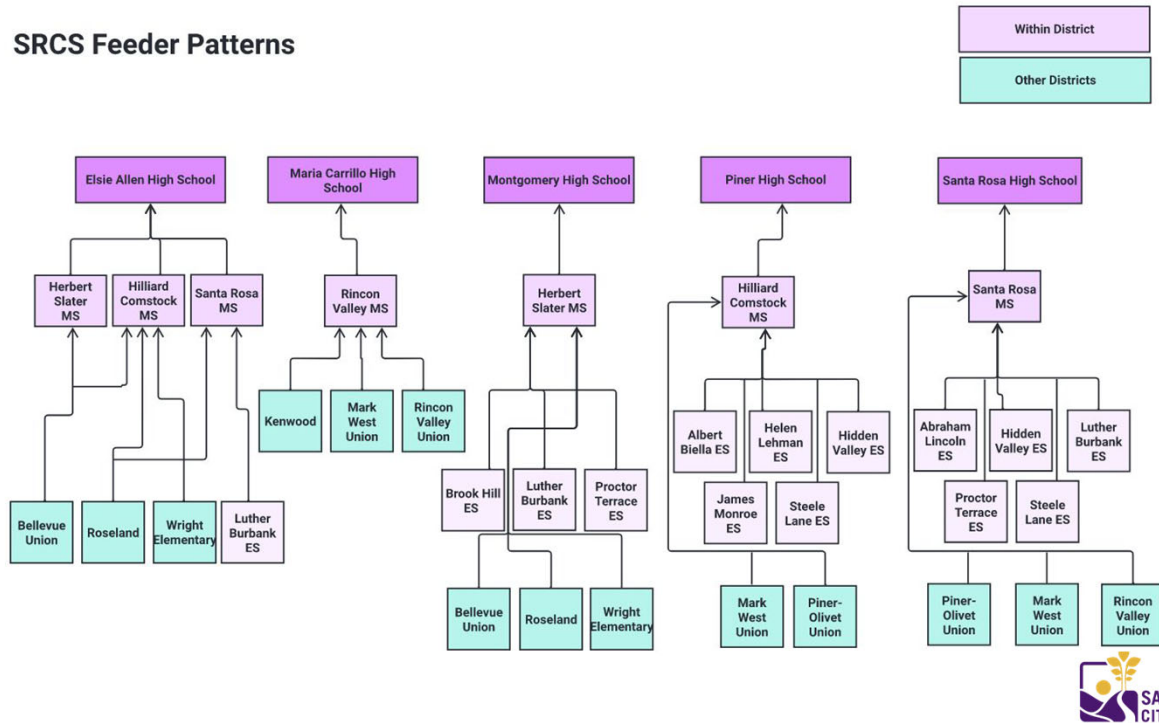 SRCS Feeder Patterns
Within District
Other Districts
Elsie Allen High School
Maria Carrillo High
School
Montgomery High School
Piner High School
Santa Rosa High School
Herbert
Slater
MS
Hilliard
Comstock
MS
Santa Rosa
MS
Rincon
Valley MS
Herbert
Slater MS
Hilliard
Comstock
MS
Santa Rosa
MS
Kenwood
Mark
West
Union
Rincon
Valley
Union
Albert
Biella ES
Helen
Lehman
ES
Hidden
Valley ES
Abraham
Lincoln
ES
Hidden
Valley ES
Luther
Burbank
ES
Brook Hill
ES
Luther
Burbank
ES
Proctor
Terrace
ES
James
Monroe
ES
Steele
Lane ES
Proctor
Terrace
ES
Steele
Lane ES
Bellevue
Union
Roseland
Wright
Elementary
Luther
Burbank
ES
Bellevue
Union
Roseland
Wright
Elementary
Mark
West
Union
Piner-
Olivet
Union
Piner-
Olivet
Union
Mark
West
Union
Rincon
Valley
Union
SA
CIT